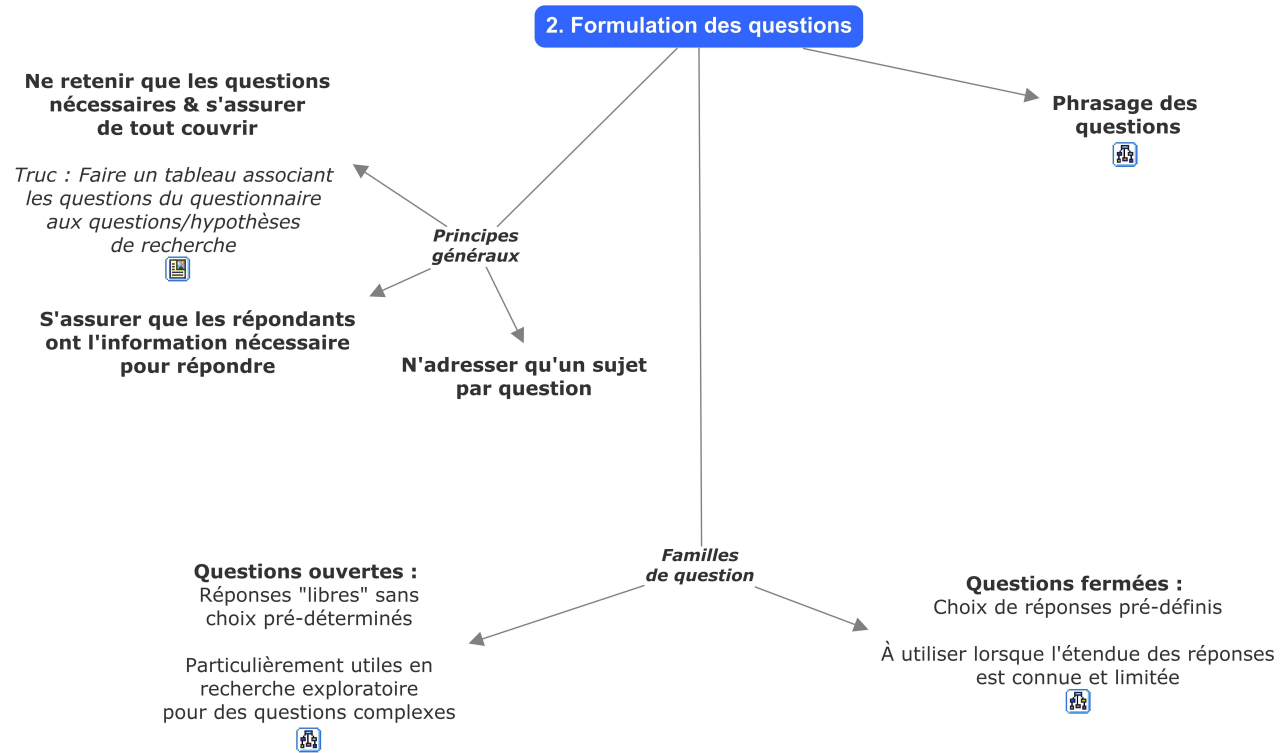 2. Formulation des questions
Ne retenir que les questions
nécessaires & s'assurer
de tout couvrir
Truc : Faire un tableau associant
les questions du questionnaire
aux questions/hypothèses
de recherche
Phrasage des
questions
Principes
généraux
S'assurer que les répondants
ont l'information nécessaire
pour répondre
N'adresser qu'un sujet
par question
Familles
de question
Questions ouvertes :
Réponses "libres" sans
choix pré-déterminés
Particulièrement utiles en
recherche exploratoire
pour des questions complexes
Questions fermées :
Choix de réponses pré-définis
À utiliser lorsque l'étendue des réponses
est connue et limitée